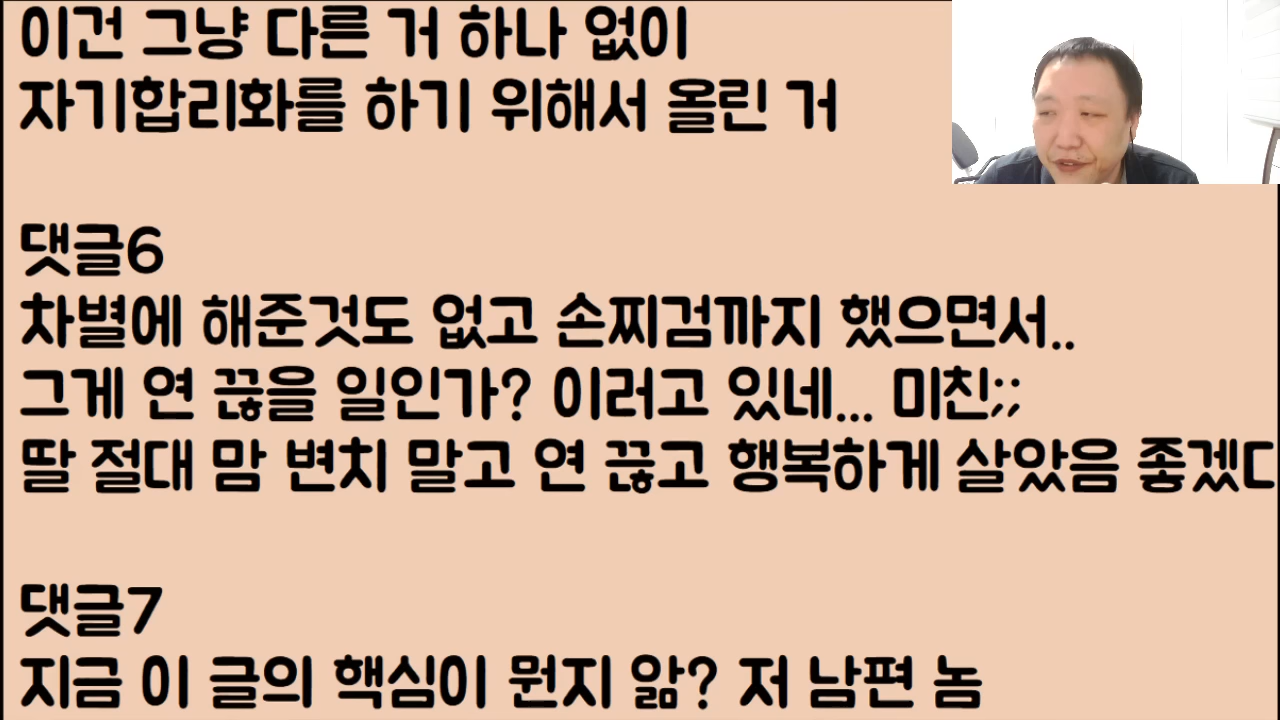 이건 그냥 다른 거 하나 없이
자기합리화를 하기 위해서 올린 거
댓글6
차별에 해준것도 없고 손찌검까지 했으면서..
그게 연 끊을 일인가? 이러고 있네... 미친;;
딸 절대 맘 변치 말고 연 끊고 행복하게 살았음 좋겠다
댓글7
지금 이 글의 핵심이 뭔지 앎? 저 남편 놈